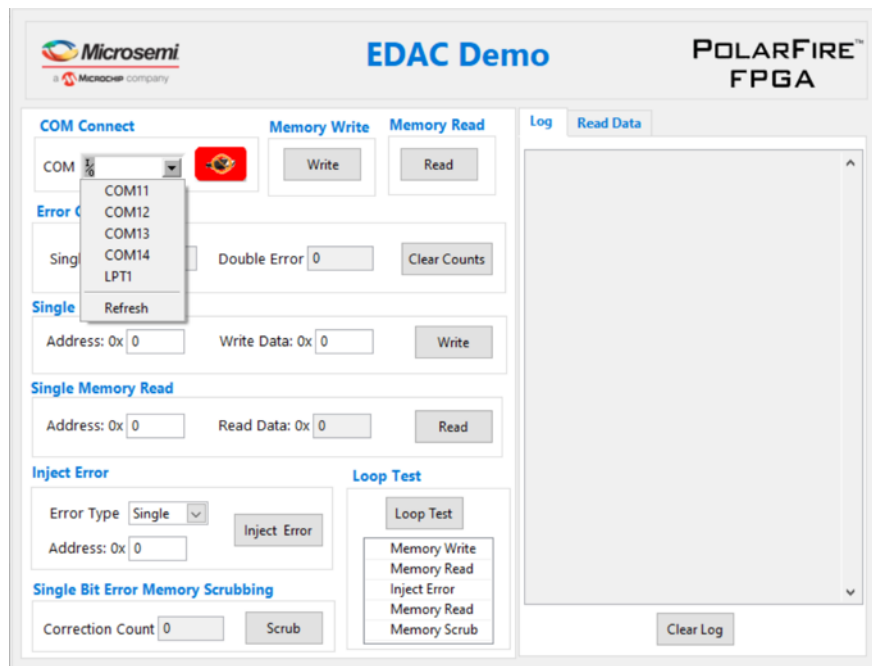 Microsemi
a MICROCHIP company
EDAC Demo
POLARFIRE™
FPGA
COM Connect
COM
COM11
COM12
COM13
COM14
LPT1
Refresh
Memory Write
Write
Memory Read
Read
Error
Double Error 0
Clear Counts
Single
Address: 0x 0
Write Data: 0x 0
Write
Single Memory Read
Address: 0x 0
Read Data: 0x 0
Read
Inject Error
Error Type Single
Address: 0x 0
Inject Error
Loop Test
Loop Test
Memory Write
Memory Read
Inject Error
Memory Read
Memory Scrub
Single Bit Error Memory Scrubbing
Correction Count 0
Scrub
Log
Read Data
Clear Log